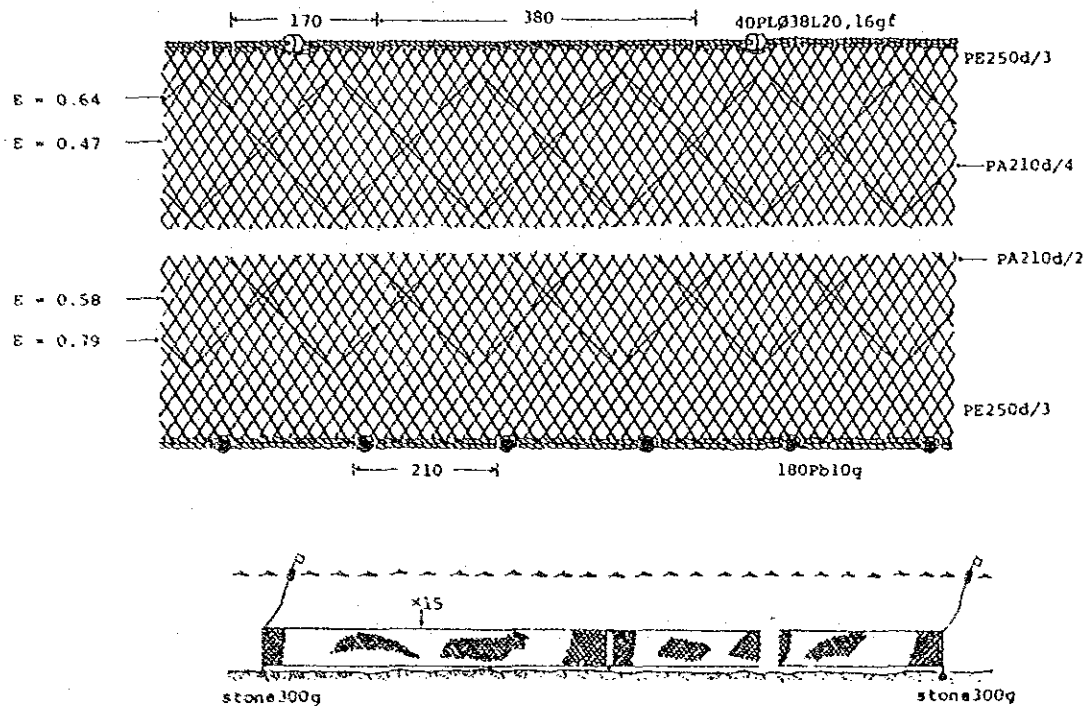 170
380
40PLØ38L20,16gf
PE250d/3
E = 0.64
E = 0.47
PA210d/4
PA210d/2
E = 0.58
E = 0.79
PE250d/3
210
180Pb10g
×15
stone300g
stone300g